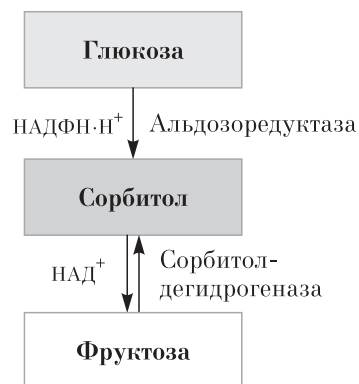 Глюкоза
НАДФН·Н⁺ Альдозоредуктаза
Сорбитол
НАД⁺
Сорбитол-
дегидрогеназа
Фруктоза